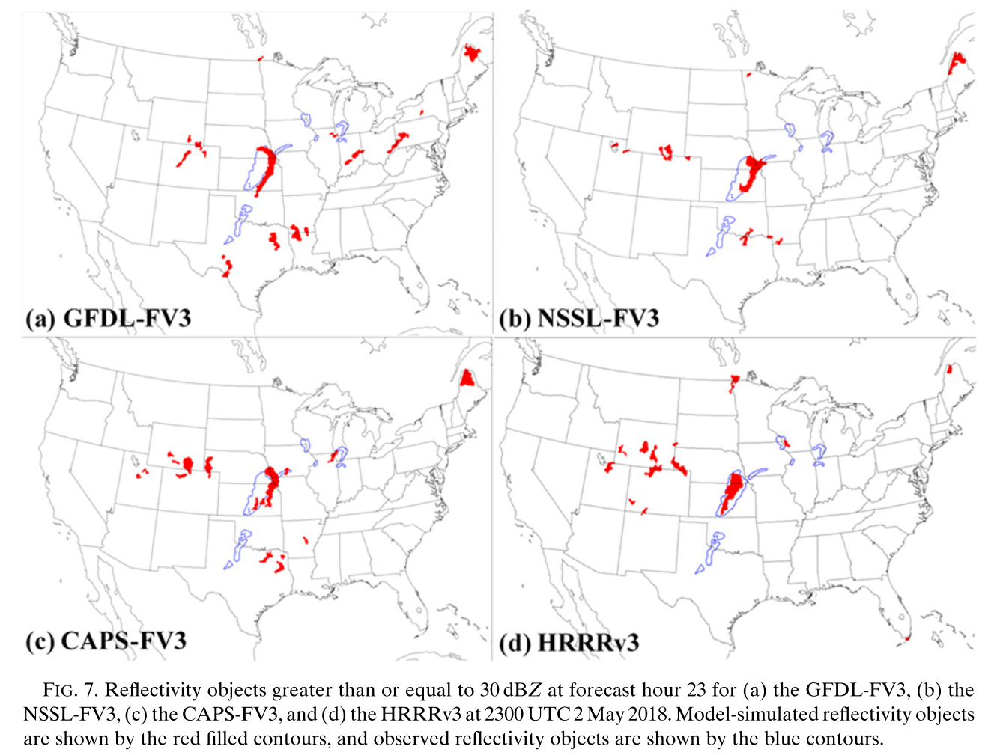 (a) GFDL-FV3
(b) NSSL-FV3
(c) CAPS-FV3
(d) HRRRv3
FIG. 7. Reflectivity objects greater than or equal to 30 dBZ at forecast hour 23 for (a) the GFDL-FV3, (b) the
NSSL-FV3, (c) the CAPS-FV3, and (d) the HRRRv3 at 2300 UTC 2 May 2018. Model-simulated reflectivity objects
are shown by the red filled contours, and observed reflectivity objects are shown by the blue contours.